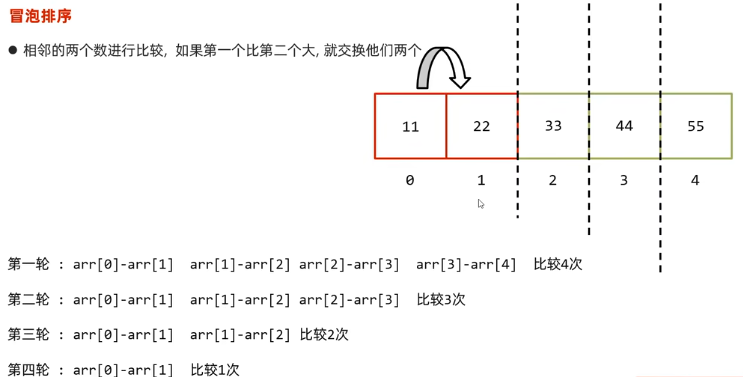 冒泡排序
● 相邻的两个数进行比较, 如果第一个比第二个大, 就交换他们两个
11 22 33 44 55
0 1 2 3 4
第一轮 : arr[0]-arr[1] arr[1]-arr[2] arr[2]-arr[3] arr[3]-arr[4] 比较4次
第二轮 : arr[0]-arr[1] arr[1]-arr[2] arr[2]-arr[3] 比较3次
第三轮 : arr[0]-arr[1] arr[1]-arr[2] 比较2次
第四轮 : arr[0]-arr[1] 比较1次